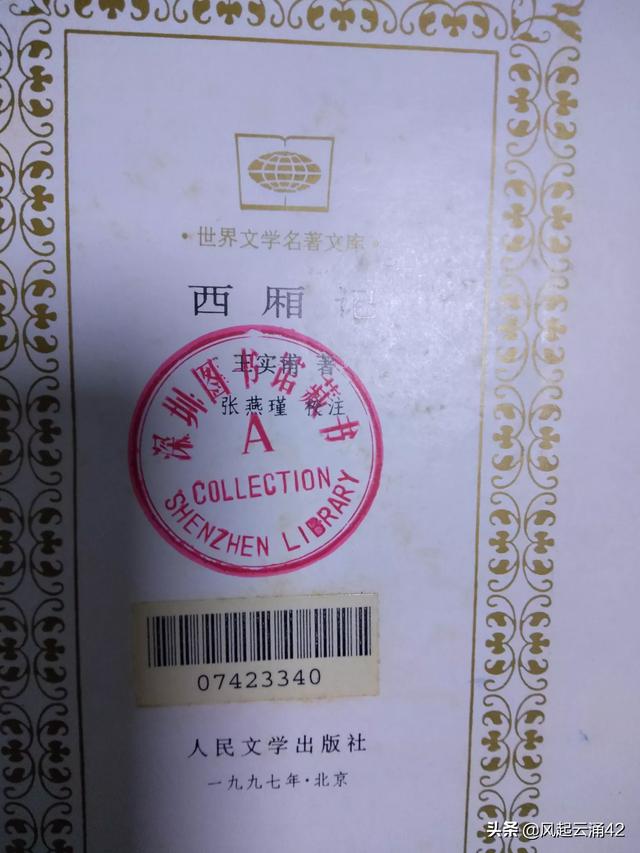 ·世界文学名著文库·
西厢记
王实甫 著
张燕瑾 校注
深圳图书馆藏书
A
COLLECTION
SHENZHEN LIBRARY
07423340
人民文学出版社
一九九七年·北京
头条 @风起云涌42